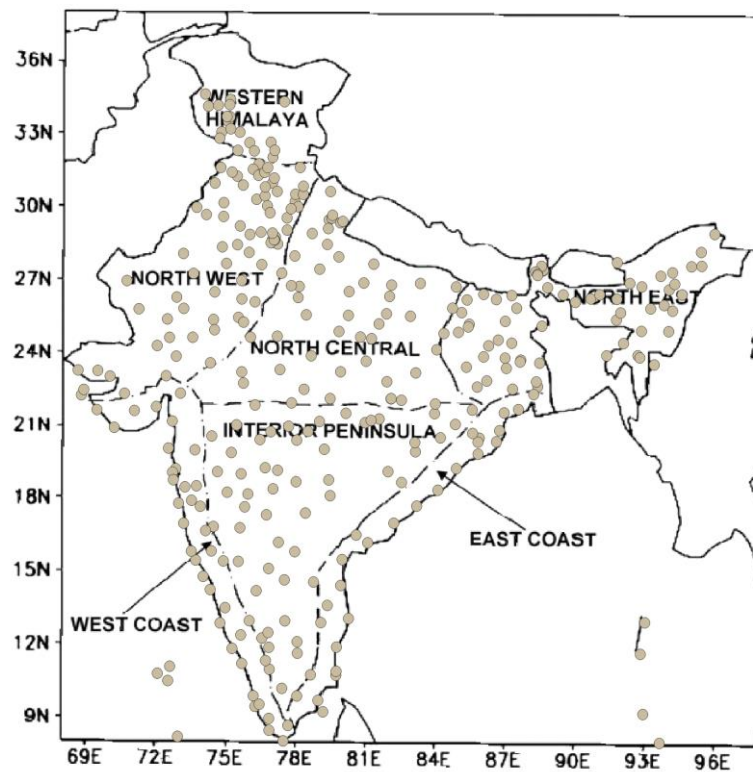 36N
WESTERN
HIMALAYA
33N
30N
27N
NORTH WEST
NORTH EAST
24N
NORTH CENTRAL
21N
INTERIOR PENINSULA
18N
EAST COAST
15N
WEST COAST
12N
9N
69E 72E 75E 78E 81E 84E 87E 90E 93E 96E